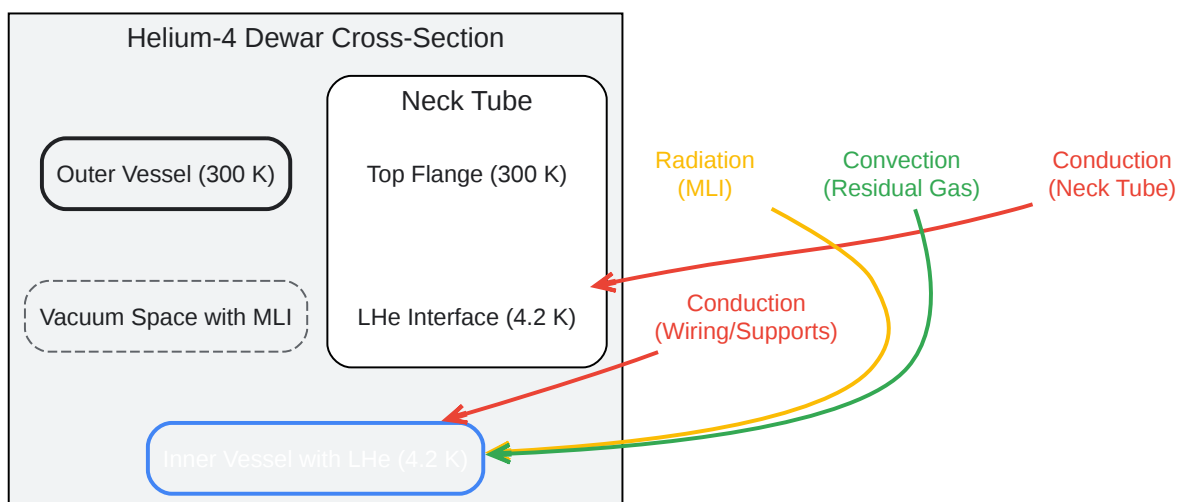 Helium-4 Dewar Cross-Section
Neck Tube
Outer Vessel (300 K)
Top Flange (300 K)
Radiation
(MLI)
Convection
(Residual Gas)
Conduction
(Neck Tube)
Vacuum Space with MLI
LHe Interface (4.2 K)
Conduction
(Wiring/Supports)
Inner Vessel with LHe (4.2 K)